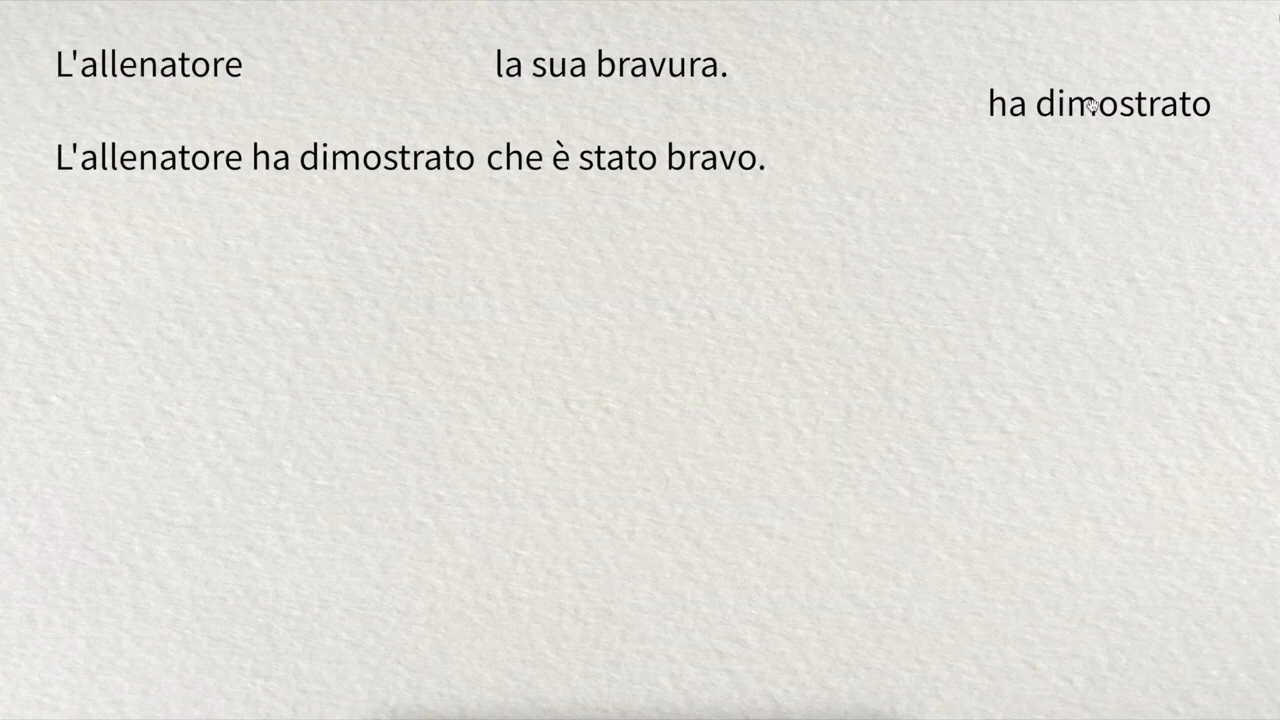 L'allenatore la sua bravura.
ha dimostrato
L'allenatore ha dimostrato che è stato bravo.